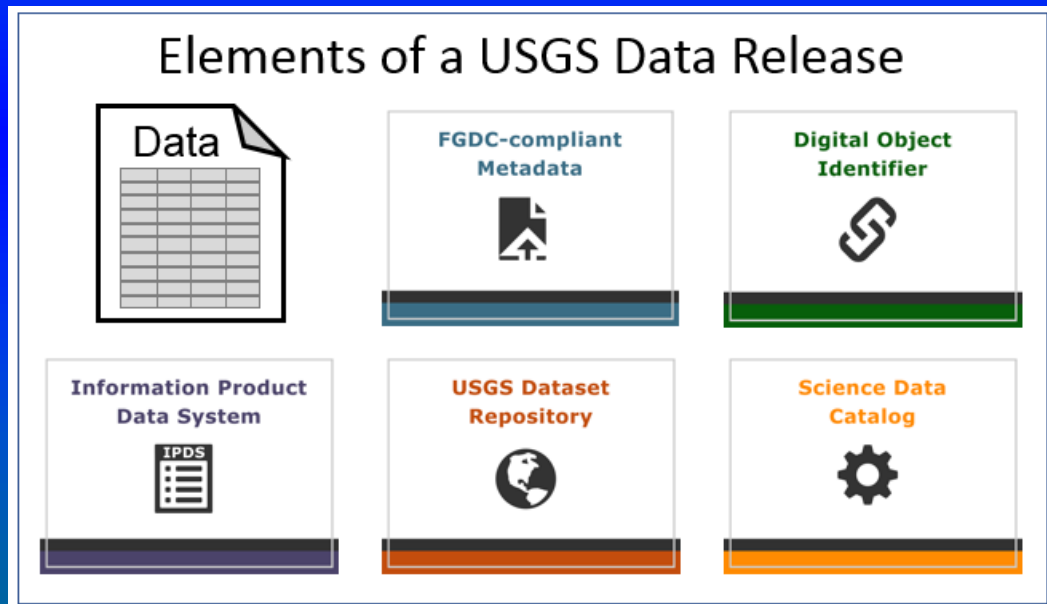 Elements of a USGS Data Release
Data
FGDC-compliant
Metadata
Digital Object
Identifier
Information Product
Data System
IPDS
USGS Dataset
Repository
Science Data
Catalog